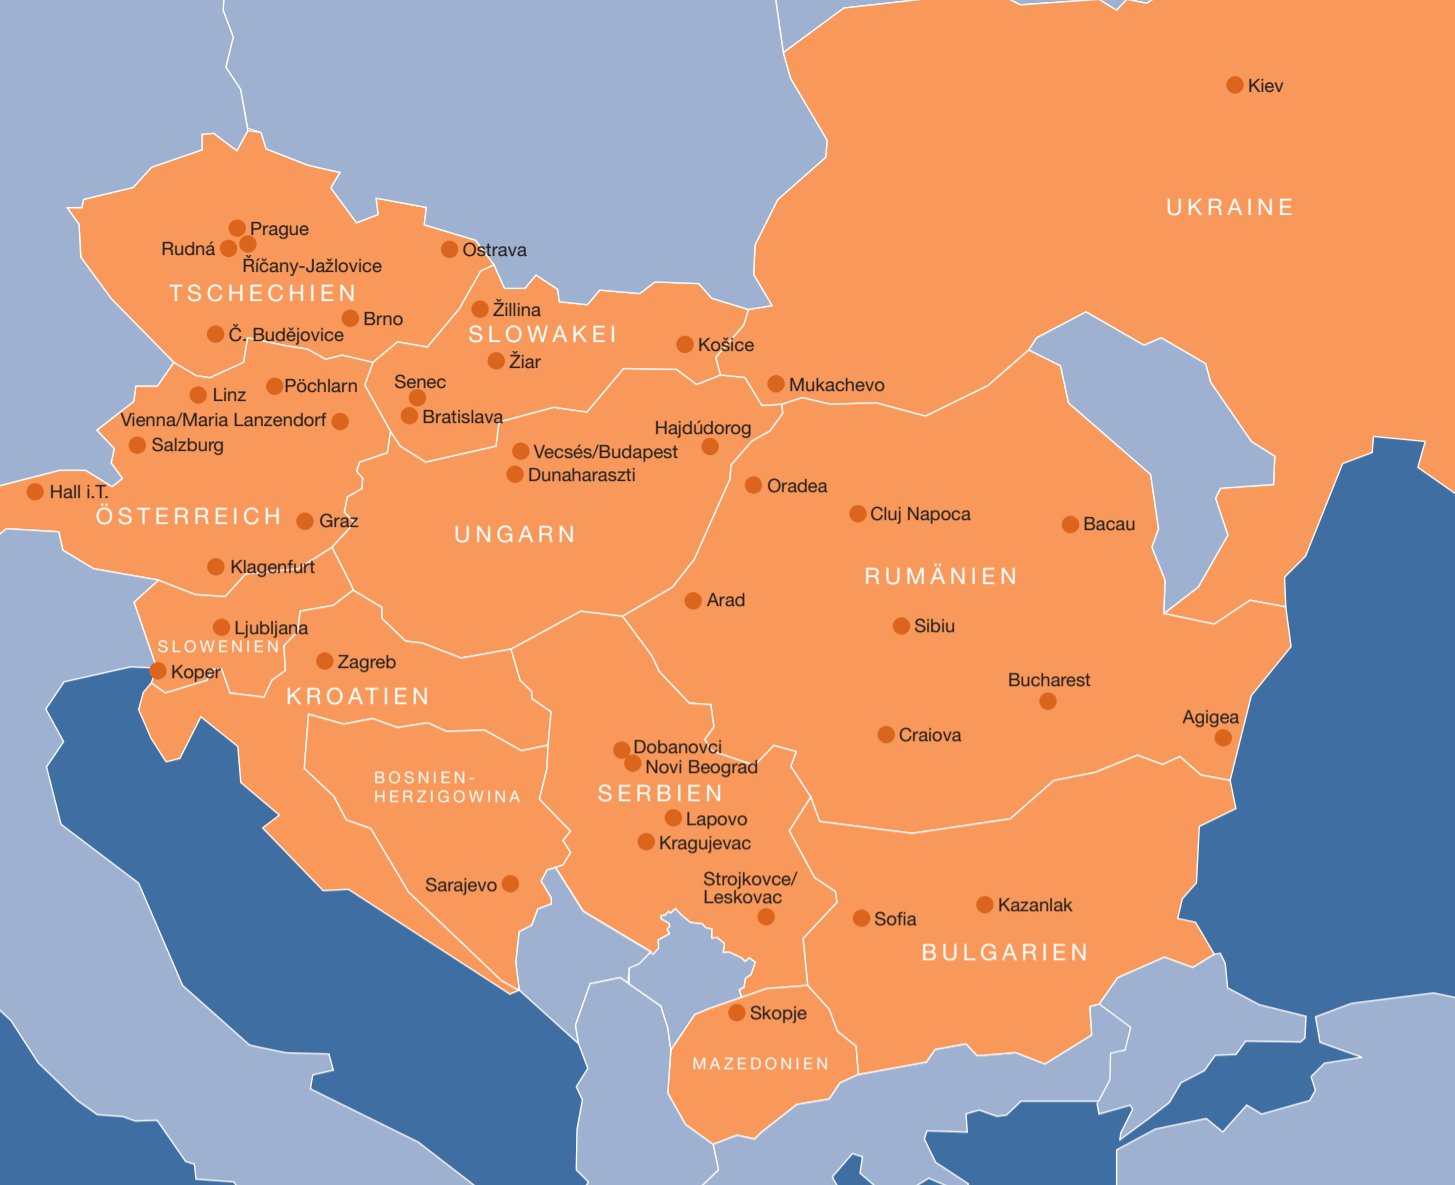 Kiev
UKRAINE
Prague
Rudná
Říčany-Jažlovice
Ostrava
TSCHECHIEN
Brno
Č. Budějovice
Žillina
SLOWAKEI
Košice
Žiar
Mukachevo
Senec
Bratislava
Linz
Pöchlarn
Vienna/Maria Lanzendorf
Salzburg
Hall i.T.
ÖSTERREICH
Graz
Klagenfurt
Hajdúdorog
Vecsés/Budapest
Dunaharaszti
UNGARN
Oradea
Cluj Napoca
Bacau
RUMÄNIEN
Arad
Sibiu
Bucharest
Agigea
Craiova
Ljubljana
SLOWENIEN
Koper
Zagreb
KROATIEN
BOSNIEN-
HERZIGOWINA
Sarajevo
Dobanovci
Novi Beograd
SERBIEN
Lapovo
Kragujevac
Strojkovce/
Leskovac
Sofia
Kazanlak
BULGARIEN
Skopje
MAZEDONIEN